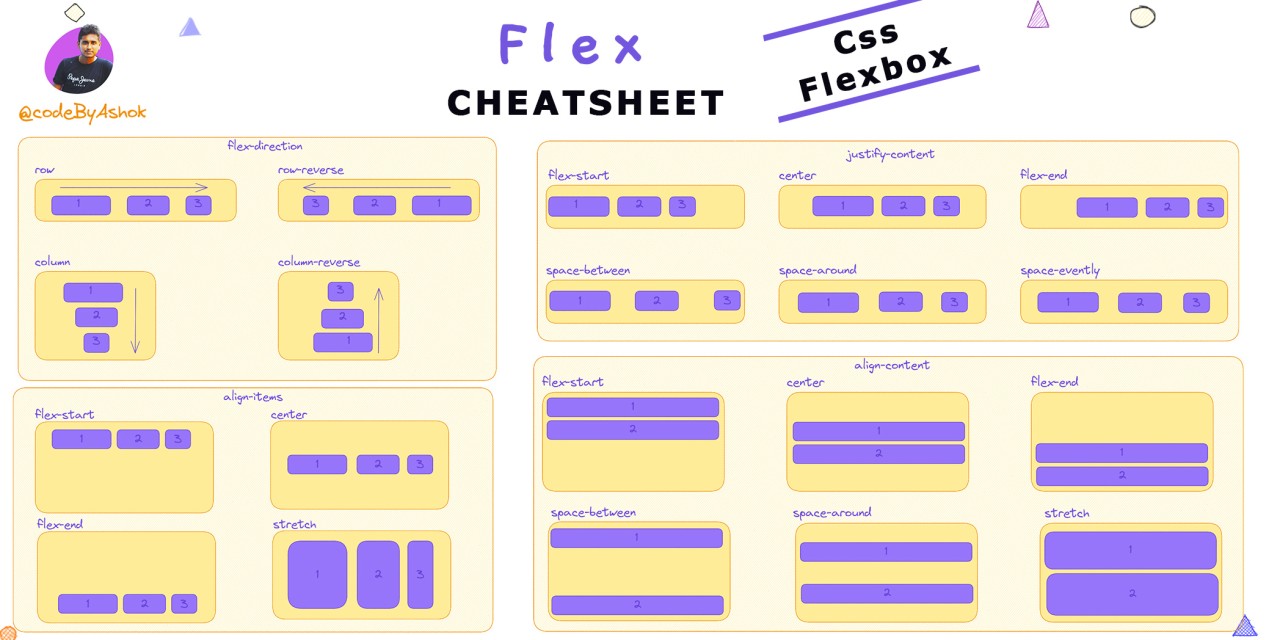 Flex
CHEATSHEET
Css
Flexbox
Pepe Jeans
@codeByAshok
flex-direction
row
1 2 3
row-reverse
3 2 1
column
1
2
3
column-reverse
3
2
1
justify-content
flex-start
1 2 3
center
1 2 3
flex-end
1 2 3
space-between
1 2 3
space-around
1 2 3
space-evently
1 2 3
align-items
flex-start
1 2 3
center
1 2 3
flex-end
1 2 3
stretch
1 2 3
align-content
flex-start
1
2
center
1
2
flex-end
1
2
space-between
1
2
space-around
1
2
stretch
1
2